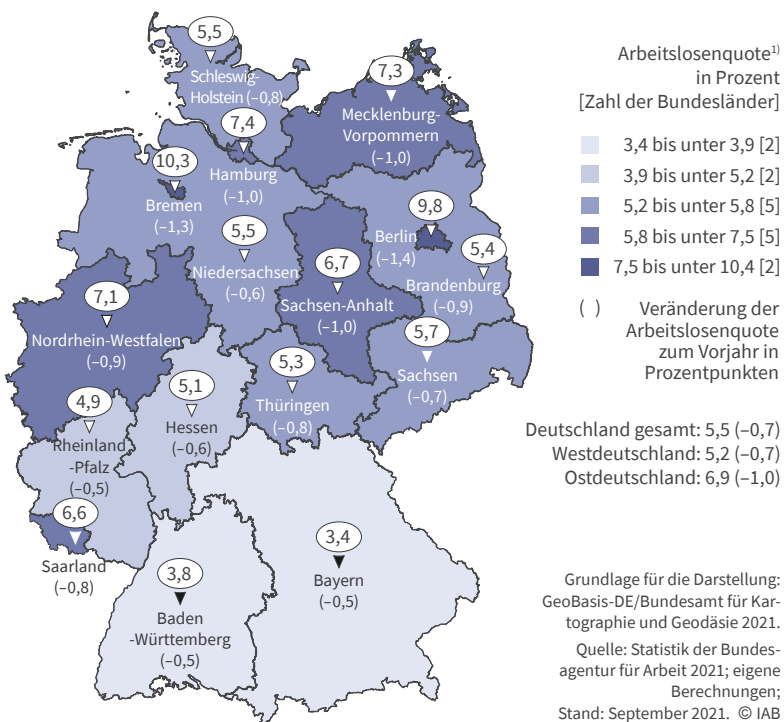 5,5
Schleswig-
Holstein (–0,8)
7,3
Mecklenburg-
Vorpommern
(–1,0)
7,4
Hamburg
(–1,0)
10,3
Bremen
(–1,3)
5,5
Niedersachsen
(–0,6)
9,8
Berlin
(–1,4)
5,4
Brandenburg
(–0,9)
6,7
Sachsen-Anhalt
(–1,0)
7,1
Nordrhein-Westfalen
(–0,9)
5,7
Sachsen
(–0,7)
5,3
Thüringen
(–0,8)
5,1
Hessen
(–0,6)
4,9
Rheinland
-Pfalz
(–0,5)
6,6
Saarland
(–0,8)
3,8
Baden
-Württemberg
(–0,5)
3,4
Bayern
(–0,5)
Arbeitslosenquote1)
in Prozent
[Zahl der Bundesländer]
3,4 bis unter 3,9 [2]
3,9 bis unter 5,2 [2]
5,2 bis unter 5,8 [5]
5,8 bis unter 7,5 [5]
7,5 bis unter 10,4 [2]
( ) Veränderung der
Arbeitslosenquote
zum Vorjahr in
Prozentpunkten
Deutschland gesamt: 5,5 (–0,7)
Westdeutschland: 5,2 (–0,7)
Ostdeutschland: 6,9 (–1,0)
Grundlage für die Darstellung:
GeoBasis-DE/Bundesamt für Kar-
tographie und Geodäsie 2021.
Quelle: Statistik der Bundes-
agentur für Arbeit 2021; eigene
Berechnungen;
Stand: September 2021. © IAB